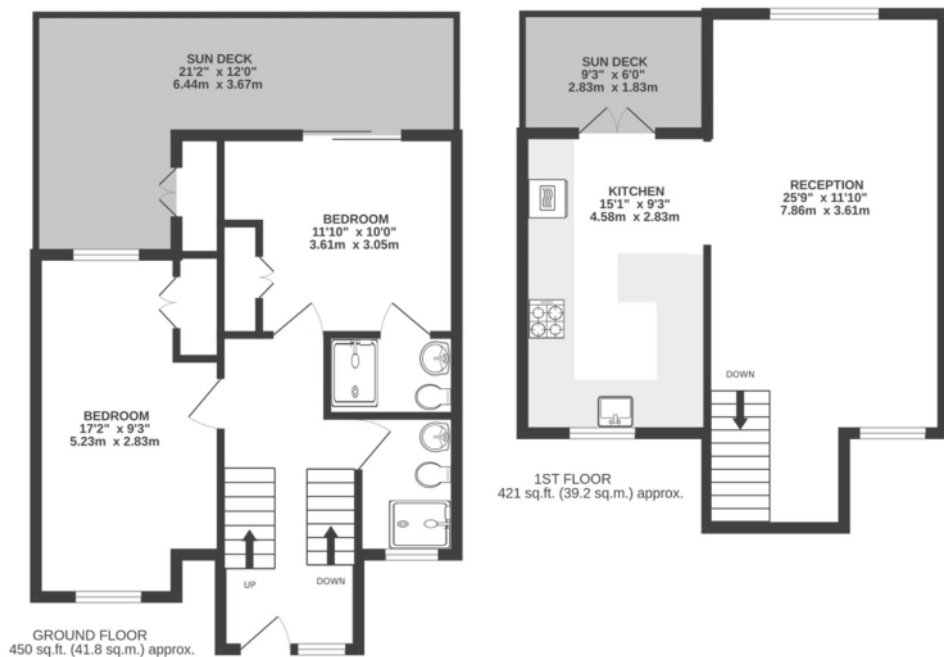 SUN DECK
21'2" x 12'0"
6.44m x 3.67m
BEDROOM
11'10" x 10'0"
3.61m x 3.05m
BEDROOM
17'2" x 9'3"
5.23m x 2.83m
UP
DOWN
GROUND FLOOR
450 sq.ft. (41.8 sq.m.) approx.
SUN DECK
9'3" x 6'0"
2.83m x 1.83m
KITCHEN
15'1" x 9'3"
4.58m x 2.83m
RECEPTION
25'9" x 11'10"
7.86m x 3.61m
DOWN
1ST FLOOR
421 sq.ft. (39.2 sq.m.) approx.